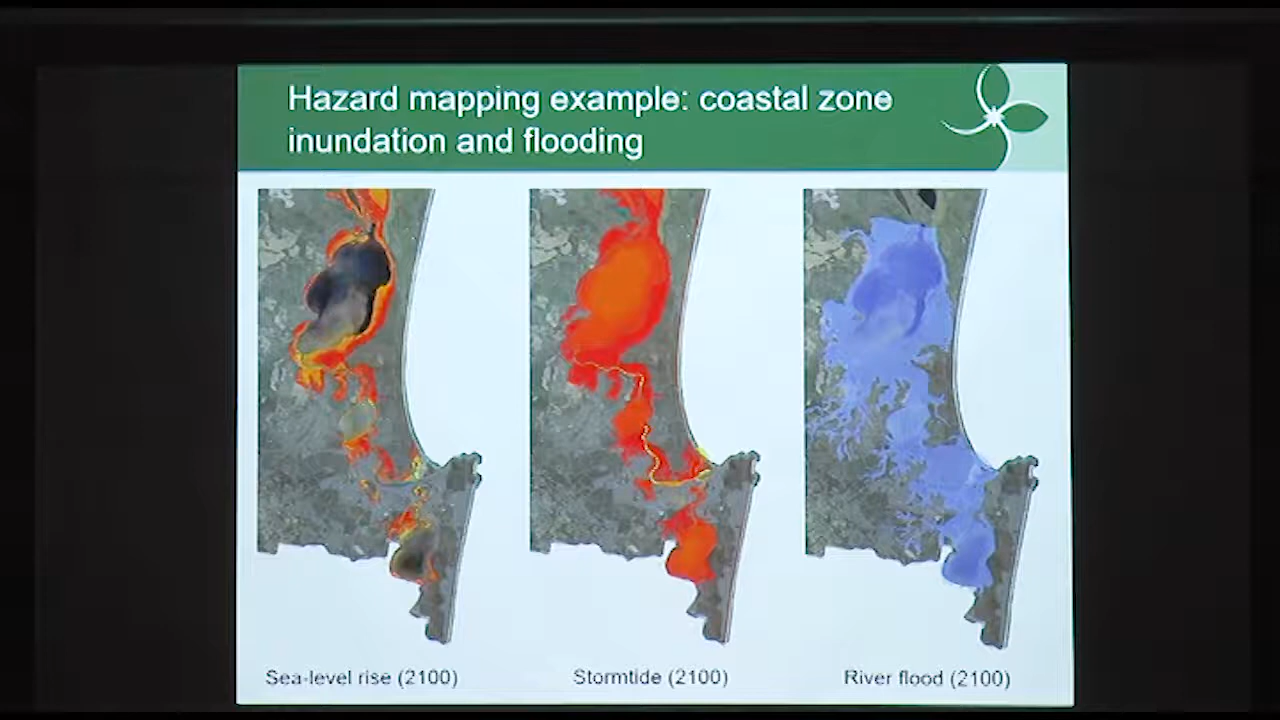 Hazard mapping example: coastal zone
inundation and flooding
Sea-level rise (2100)
Stormtide (2100)
River flood (2100)